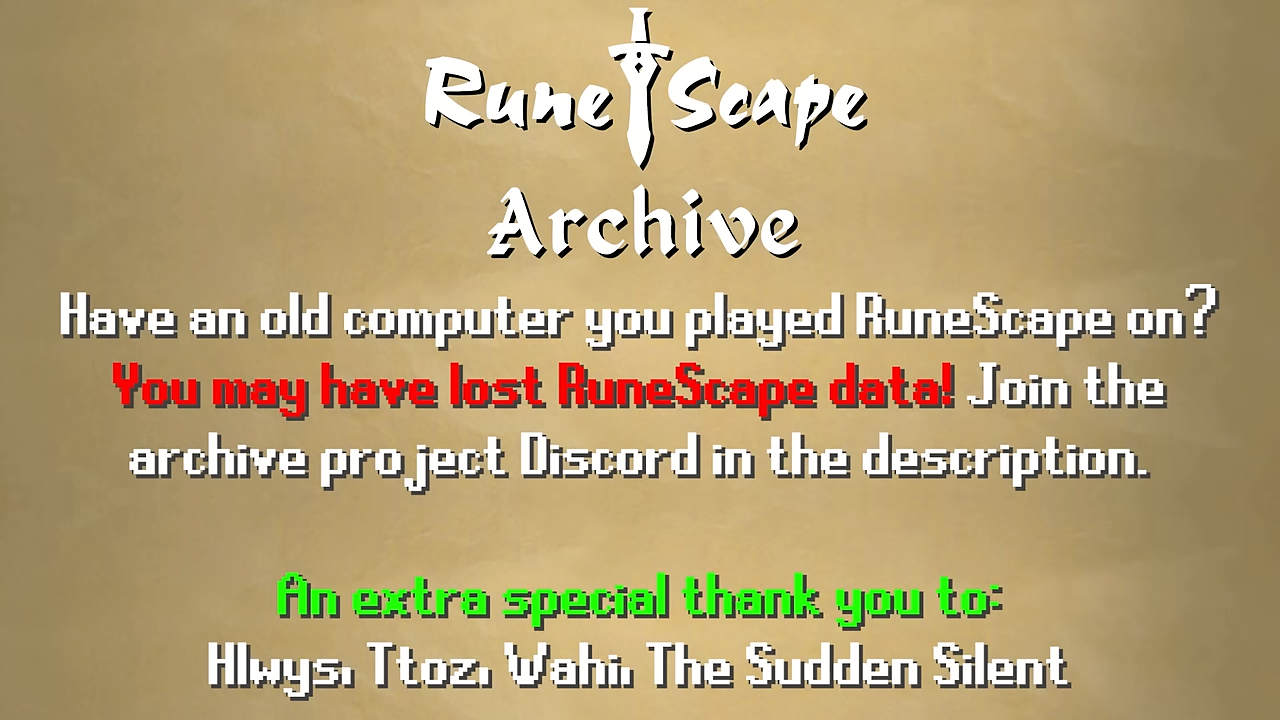 RuneScape
Archive
Have an old computer you played RuneScape on?
You may have lost RuneScape data! Join the
archive project Discord in the description.
An extra special thank you to:
Hlwys, Ttoz, Wahi, The Sudden Silent